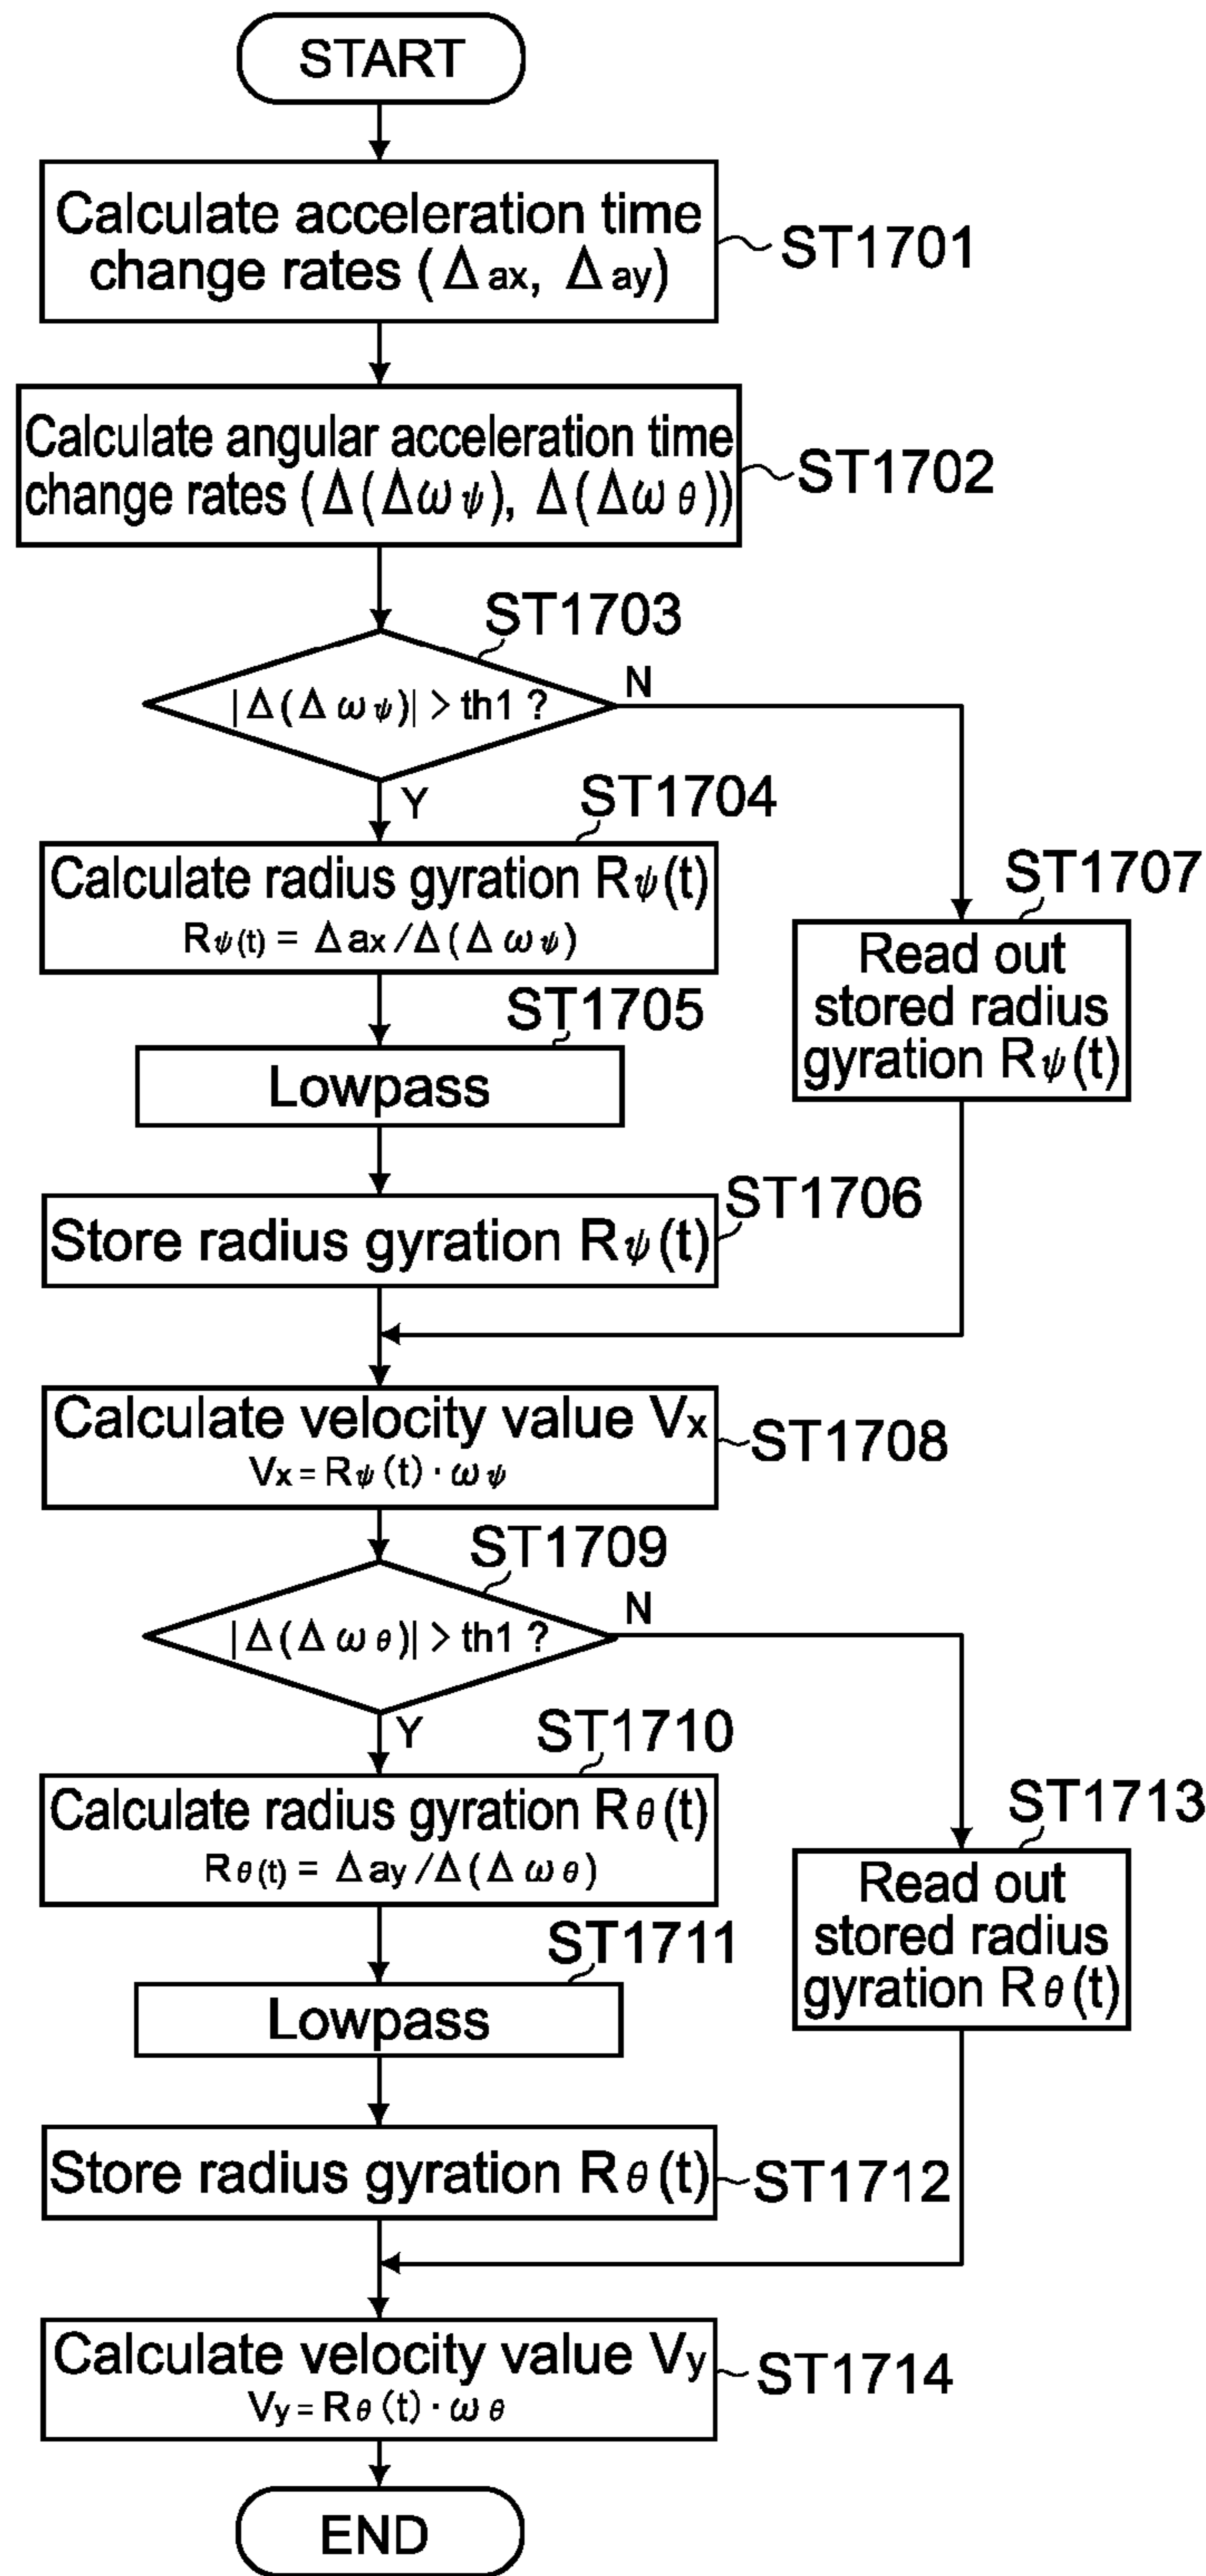 START
Calculate acceleration time
change rates (Δax, Δay)
ST1701
Calculate angular acceleration time
change rates (Δ(Δωψ), Δ(Δωθ))
ST1702
ST1703
|Δ(Δωψ)| > th1 ?
N
Y
ST1704
Calculate radius gyration Rψ(t)
Rψ(t) = Δax/Δ(Δωψ)
ST1707
Read out
stored radius
gyration Rψ(t)
ST1705
Lowpass
ST1706
Store radius gyration Rψ(t)
Calculate velocity value Vx
Vx = Rψ(t)·ωψ
ST1708
ST1709
|Δ(Δωθ)| > th1 ?
N
Y
ST1710
Calculate radius gyration Rθ(t)
Rθ(t) = Δay/Δ(Δωθ)
ST1713
Read out
stored radius
gyration Rθ(t)
ST1711
Lowpass
Store radius gyration Rθ(t)
ST1712
Calculate velocity value Vy
Vy = Rθ(t)·ωθ
ST1714
END